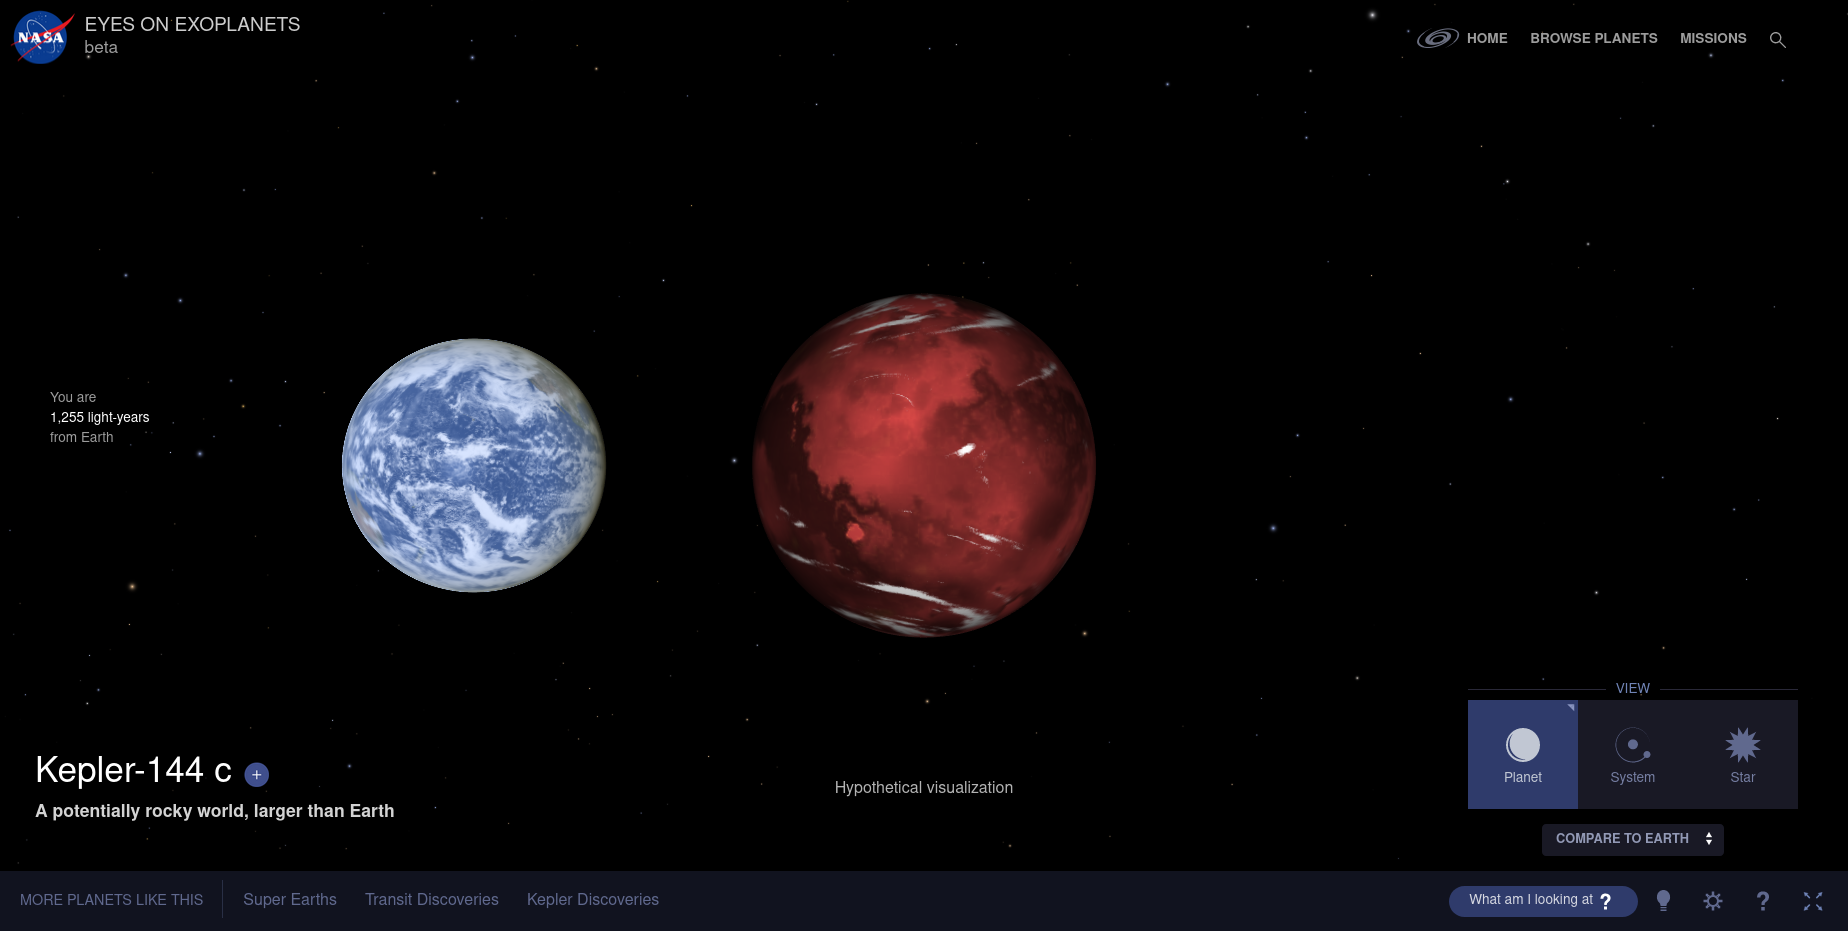 NASA
EYES ON EXOPLANETS
beta
HOME
BROWSE PLANETS
MISSIONS
You are
1,255 light-years
from Earth
Kepler-144 c +
A potentially rocky world, larger than Earth
Hypothetical visualization
VIEW
Planet
System
Star
COMPARE TO EARTH
MORE PLANETS LIKE THIS
Super Earths
Transit Discoveries
Kepler Discoveries
What am I looking at ?
?